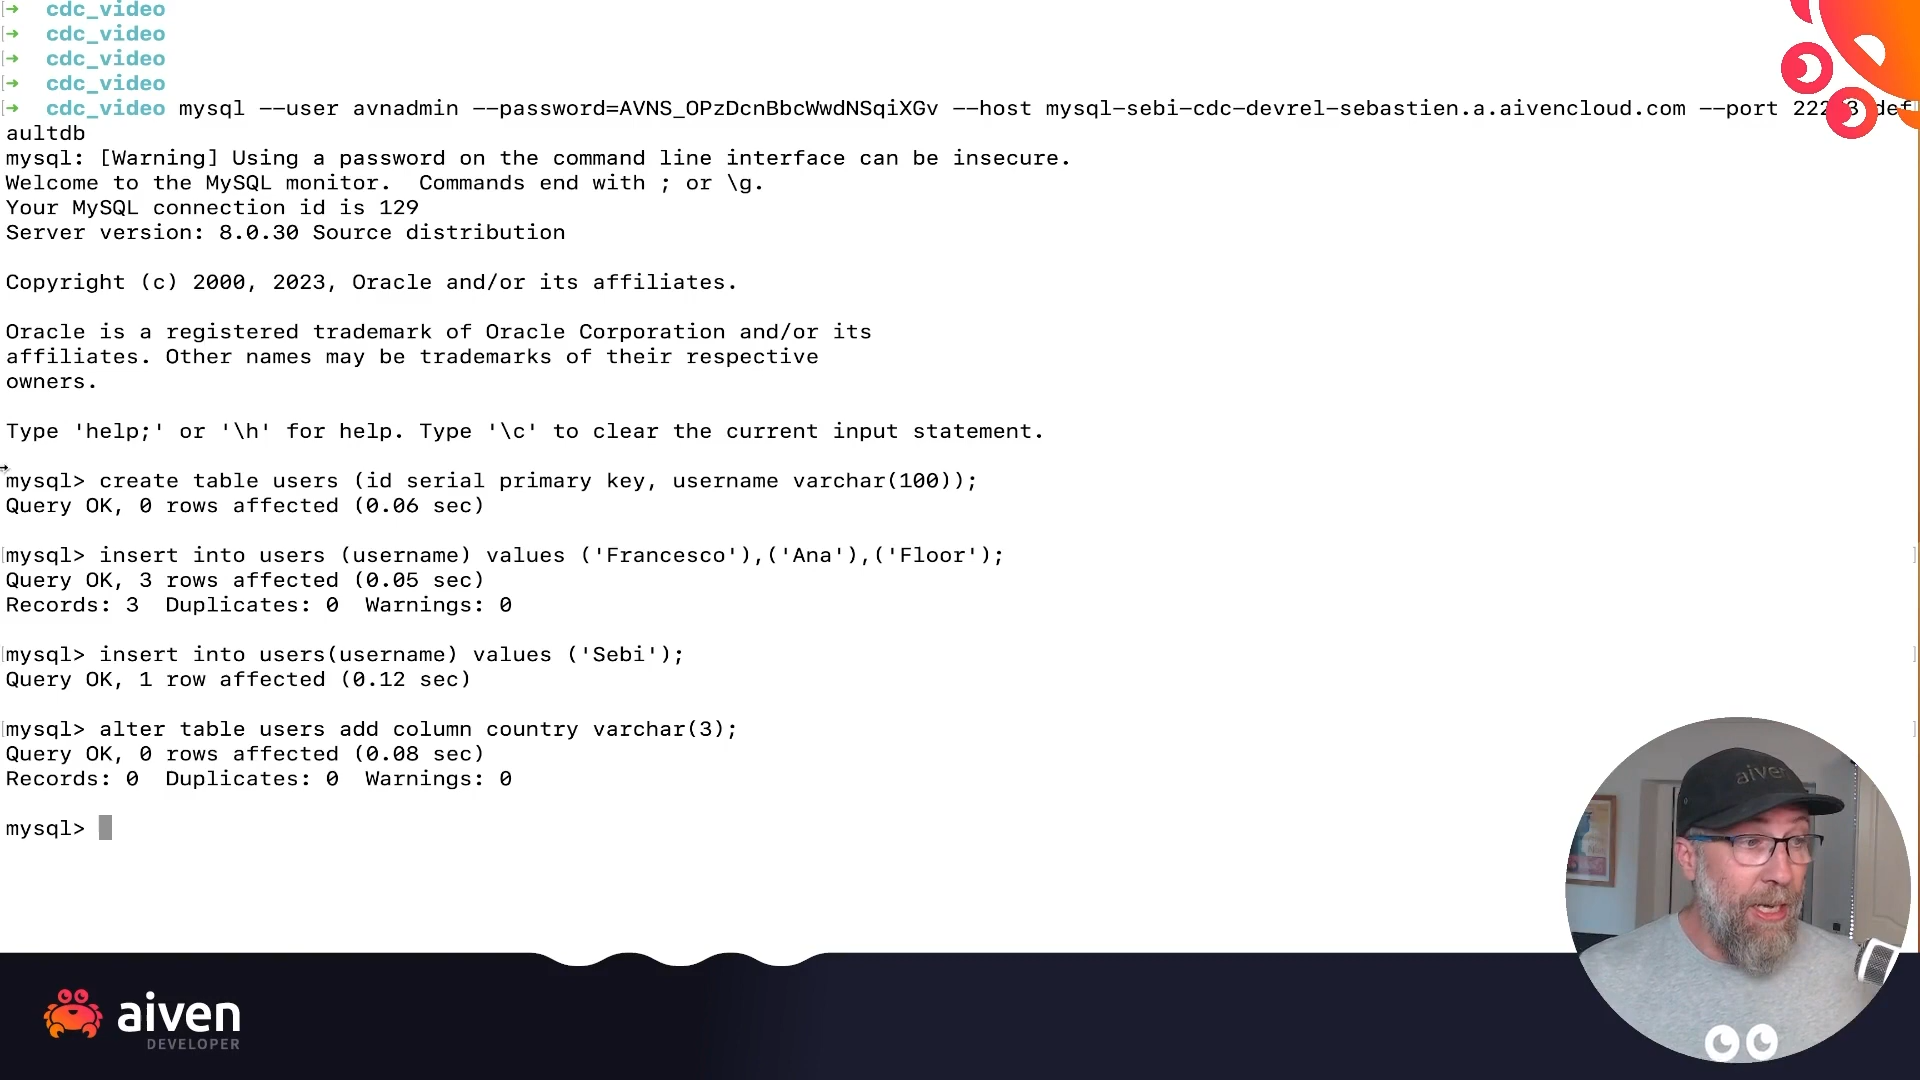 → cdc_video
→ cdc_video
→ cdc_video
→ cdc_video
→ cdc_video mysql --user avnadmin --password=AVNS_OPzDcnBbcWwdNSqiXGv --host mysql-sebi-cdc-devrel-sebastien.a.aivencloud.com --port def
aultdb
mysql: [Warning] Using a password on the command line interface can be insecure.
Welcome to the MySQL monitor.  Commands end with ; or \g.
Your MySQL connection id is 129
Server version: 8.0.30 Source distribution
Copyright (c) 2000, 2023, Oracle and/or its affiliates.
Oracle is a registered trademark of Oracle Corporation and/or its
affiliates. Other names may be trademarks of their respective
owners.
Type 'help;' or '\h' for help. Type '\c' to clear the current input statement.
mysql> create table users (id serial primary key, username varchar(100));
Query OK, 0 rows affected (0.06 sec)
mysql> insert into users (username) values ('Francesco'),('Ana'),('Floor');
Query OK, 3 rows affected (0.05 sec)
Records: 3  Duplicates: 0  Warnings: 0
mysql> insert into users(username) values ('Sebi');
Query OK, 1 row affected (0.12 sec)
mysql> alter table users add column country varchar(3);
Query OK, 0 rows affected (0.08 sec)
Records: 0  Duplicates: 0  Warnings: 0
mysql>
aiven
aiven
DEVELOPER